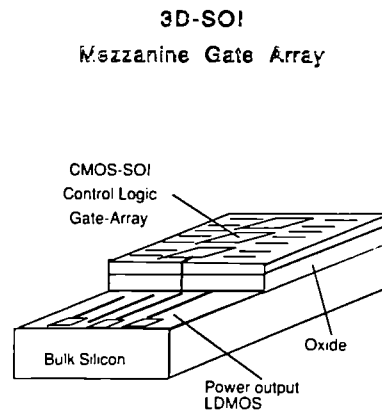 3D-SOI
Mezzanine Gate Array
CMOS-SOI
Control Logic
Gate-Array
Oxide
Bulk Silicon
Power output
LDMOS